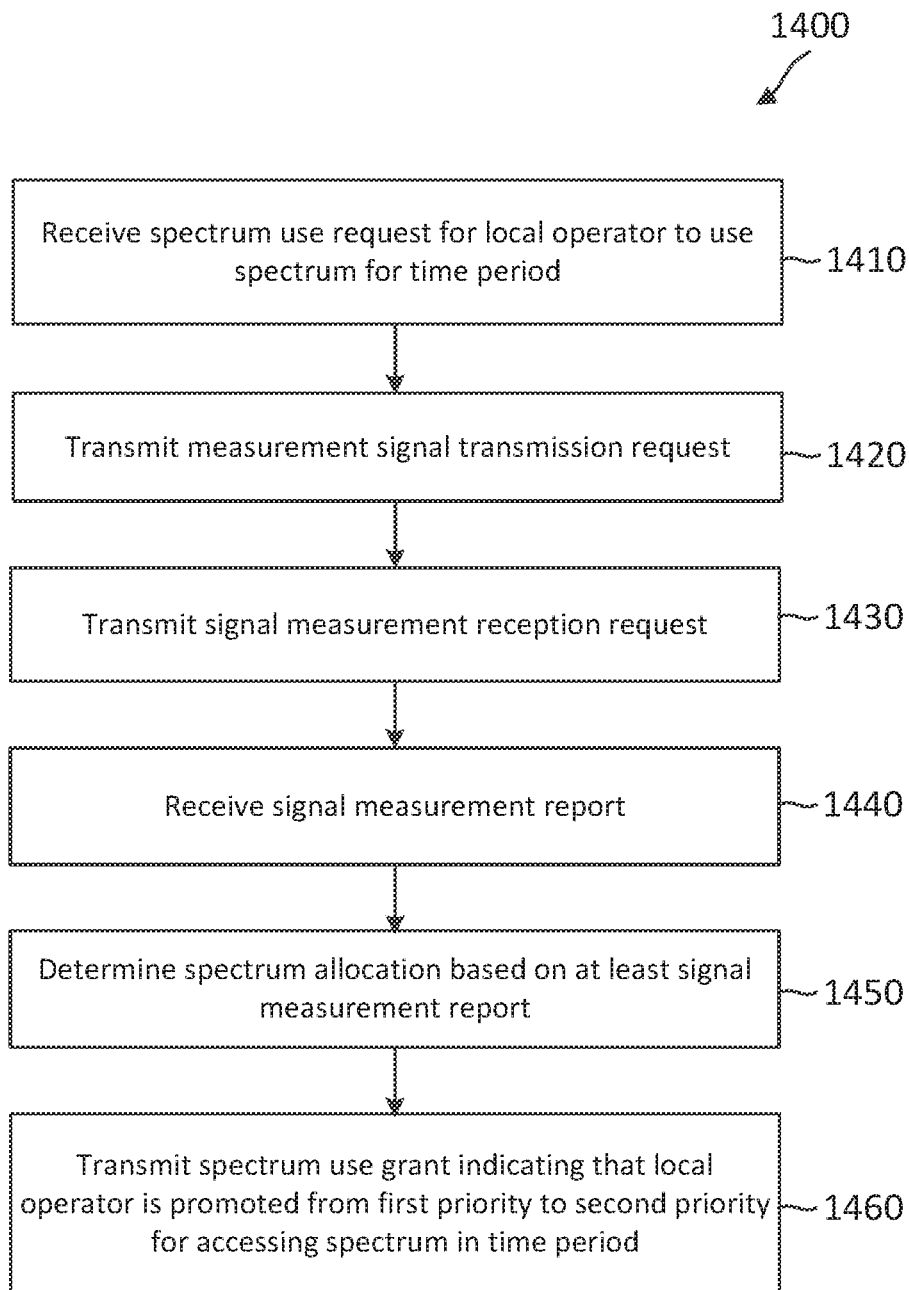 1400
Receive spectrum use request for local operator to use
spectrum for time period
1410
Transmit measurement signal transmission request
1420
Transmit signal measurement reception request
1430
Receive signal measurement report
1440
Determine spectrum allocation based on at least signal
measurement report
1450
Transmit spectrum use grant indicating that local
operator is promoted from first priority to second priority
for accessing spectrum in time period
1460